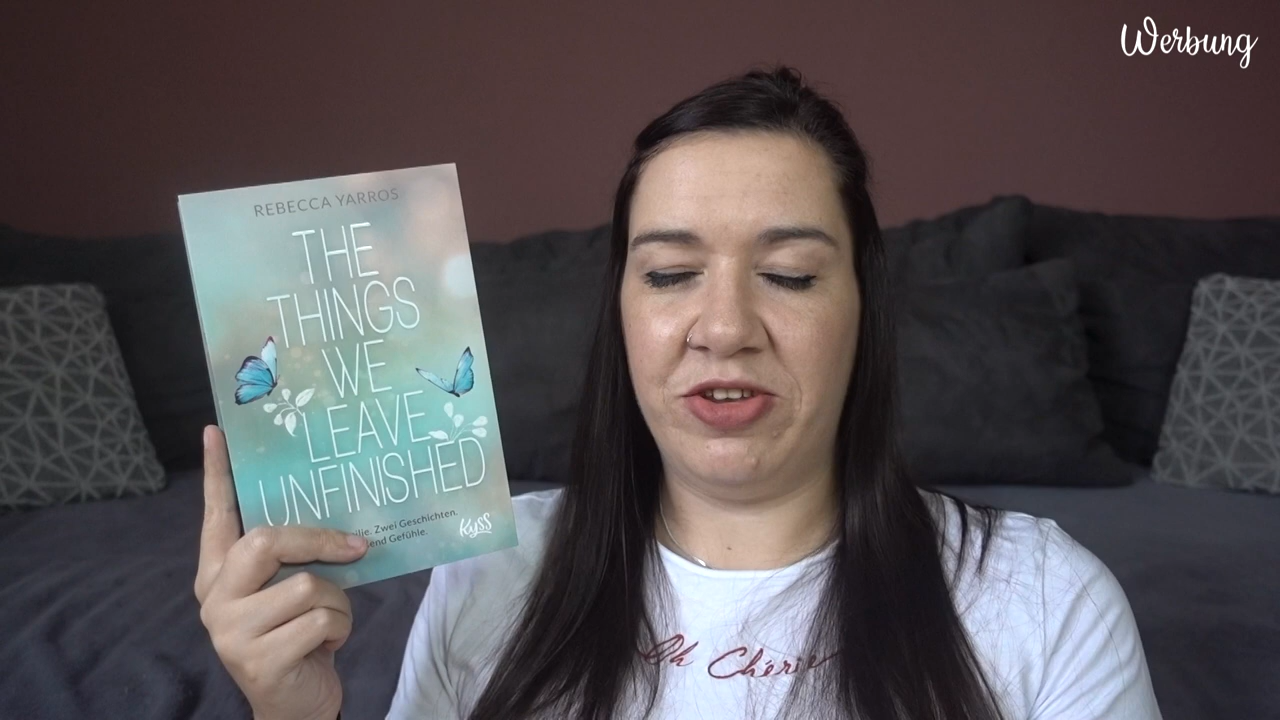 Werbung
REBECCA YARROS
THE
THINGS
WE
LEAVE
UNFINISHED
Zwei Geschichten.
Gefühle.
KYSS
Oh Chérie